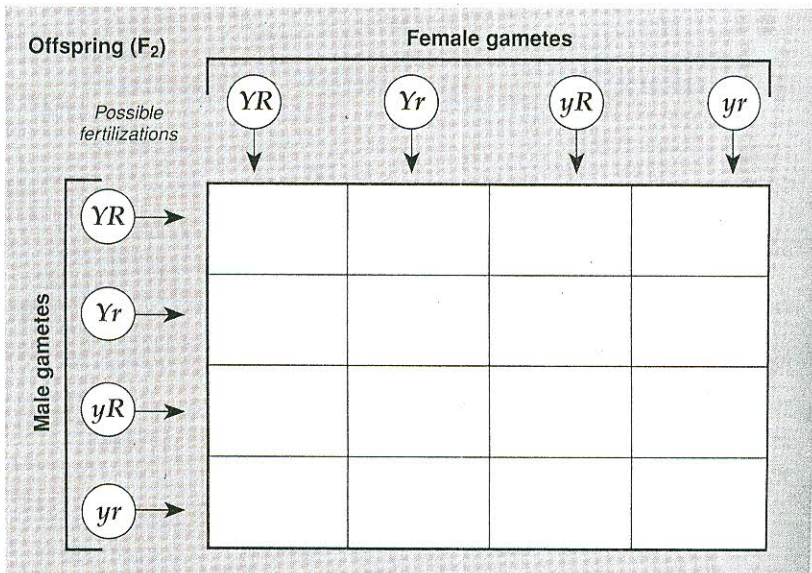 Offspring (F₂)
Female gametes
Possible
fertilizations
YR
Yr
yR
yr
Male gametes
YR
Yr
yR
yr